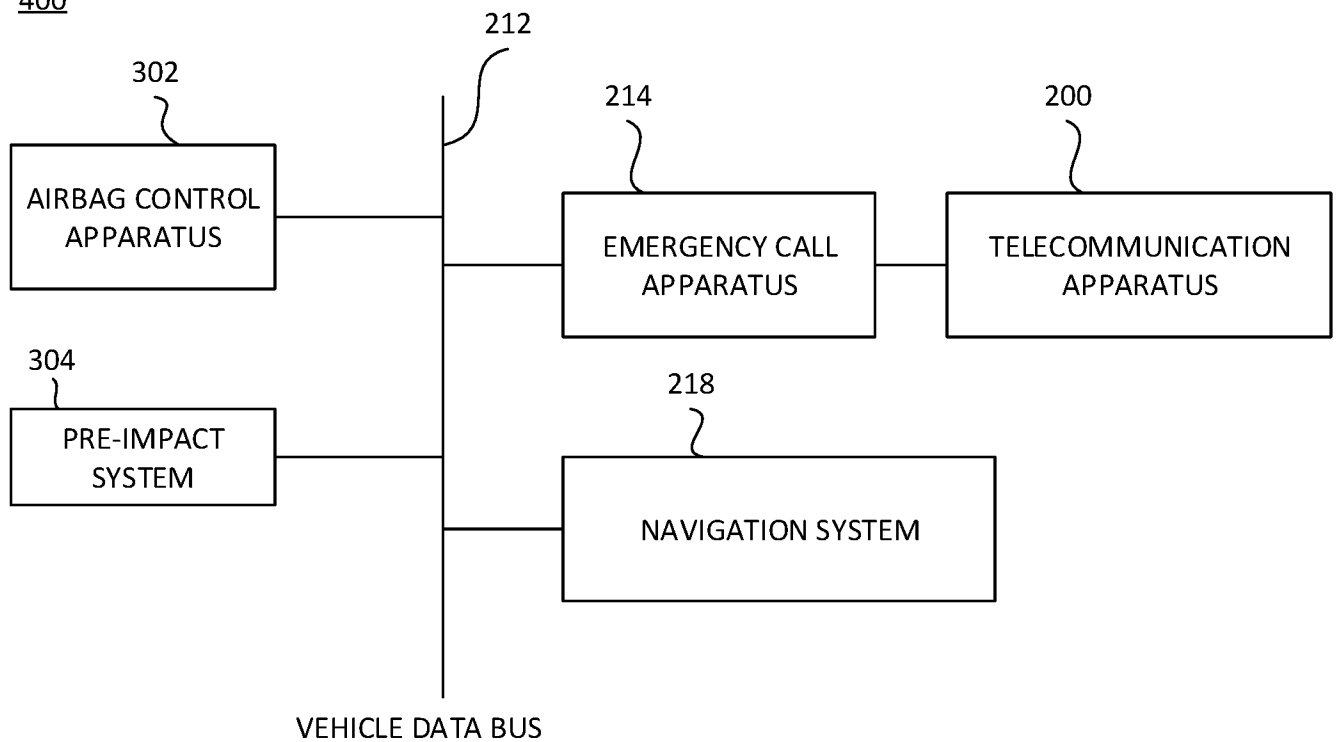 400
212
302
214
200
AIRBAG CONTROL
APPARATUS
EMERGENCY CALL
APPARATUS
TELECOMMUNICATION
APPARATUS
304
218
PRE-IMPACT
SYSTEM
NAVIGATION SYSTEM
VEHICLE DATA BUS